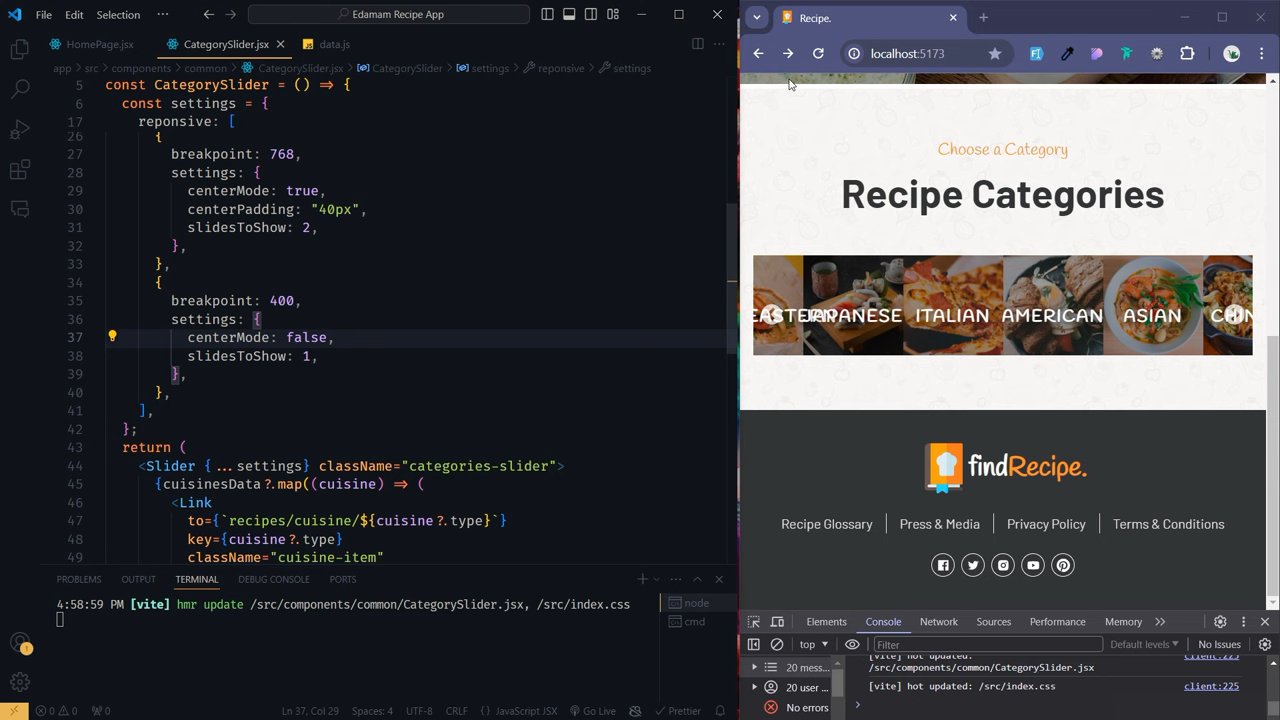 File Edit Selection ··· Edamam Recipe App
HomePage.jsx CategorySlider.jsx data.js
app > src > components > common > CategorySlider.jsx > CategorySlider > settings > reponsive > settings
5 const CategorySlider = () => {
6 const settings = {
17 reponsive: [
26 {
27 breakpoint: 768,
28 settings: {
29 centerMode: true,
30 centerPadding: "40px",
31 slidesToShow: 2,
32 },
33 },
34 {
35 breakpoint: 400,
36 settings: {
37 centerMode: false,
38 slidesToShow: 1,
39 },
40 },
41 ],
42 };
43 return (
44 <Slider {...settings} className="categories-slider">
45 {cuisinesData?.map((cuisine) => (
46 <Link
47 to={`recipes/cuisine/${cuisine?.type}`}
48 key={cuisine?.type}
49 className="cuisine-item"
PROBLEMS OUTPUT TERMINAL DEBUG CONSOLE PORTS
4:58:59 PM [vite] hmr update /src/components/common/CategorySlider.jsx, /src/index.css
node
cmd
0 0 0 Ln 37, Col 29 Spaces: 4 UTF-8 CRLF {} JavaScript JSX Go Live Prettier
Recipe.
localhost:5173
Choose a Category
Recipe Categories
EASTERN JAPANESE ITALIAN AMERICAN ASIAN CHIN
findRecipe.
Recipe Glossary Press & Media Privacy Policy Terms & Conditions
Elements Console Network Sources Performance Memory
top Filter Default levels No Issues
20 mess...
20 user ...
No errors
[vite] hot updated: client:225
/src/components/common/CategorySlider.jsx
[vite] hot updated: /src/index.css client:225